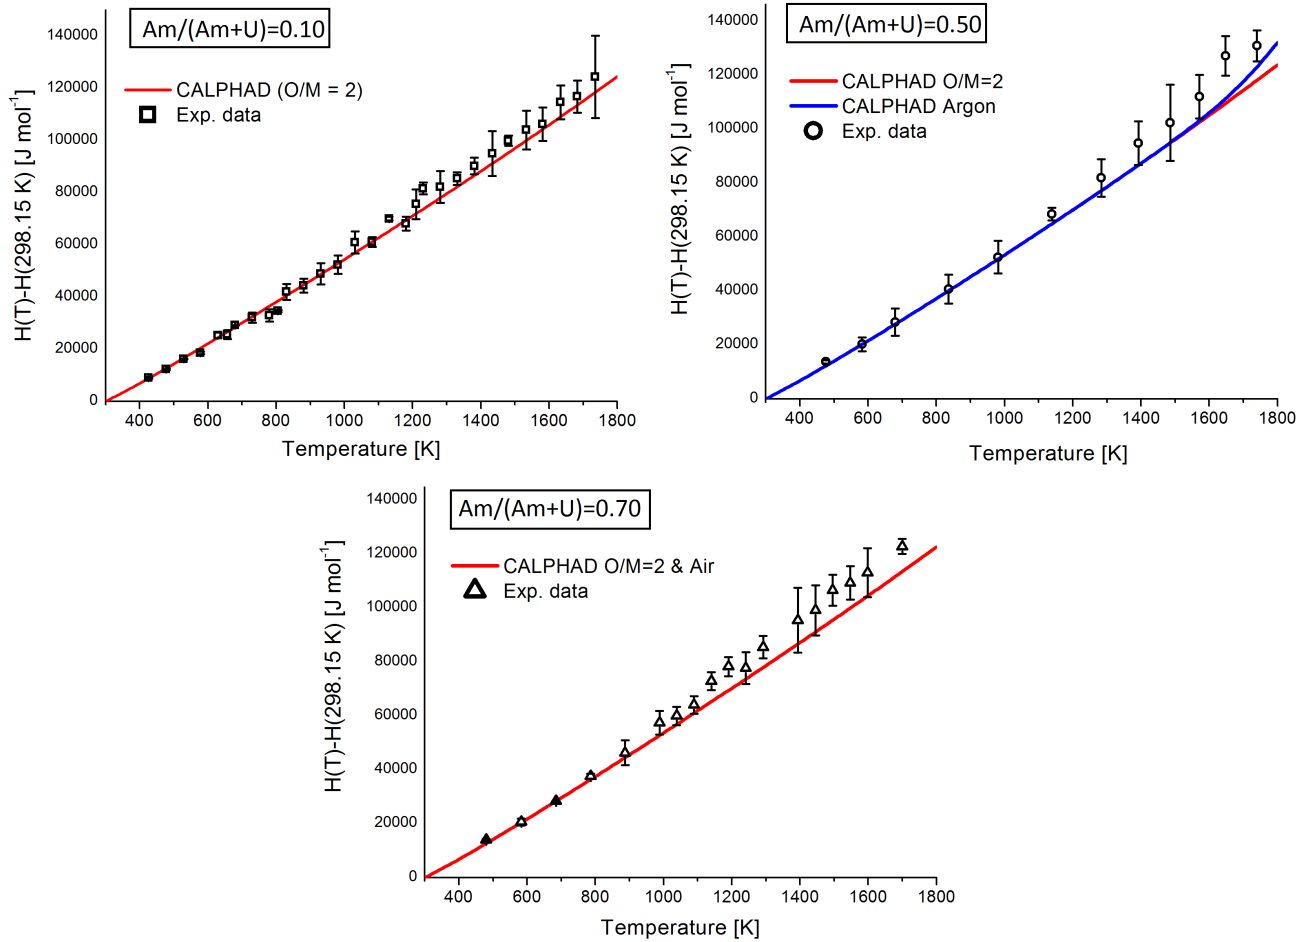 Am/(Am+U)=0.10
CALPHAD (O/M = 2)
Exp. data
H(T)-H(298.15 K) [J mol⁻¹]
140000
120000
100000
80000
60000
40000
20000
0
400 600 800 1000 1200 1400 1600 1800
Temperature [K]
Am/(Am+U)=0.50
CALPHAD O/M=2
CALPHAD Argon
Exp. data
H(T)-H(298.15 K) [J mol⁻¹]
140000
120000
100000
80000
60000
40000
20000
0
400 600 800 1000 1200 1400 1600 1800
Temperature [K]
Am/(Am+U)=0.70
CALPHAD O/M=2 & Air
Exp. data
H(T)-H(298.15 K) [J mol⁻¹]
140000
120000
100000
80000
60000
40000
20000
0
400 600 800 1000 1200 1400 1600 1800
Temperature [K]